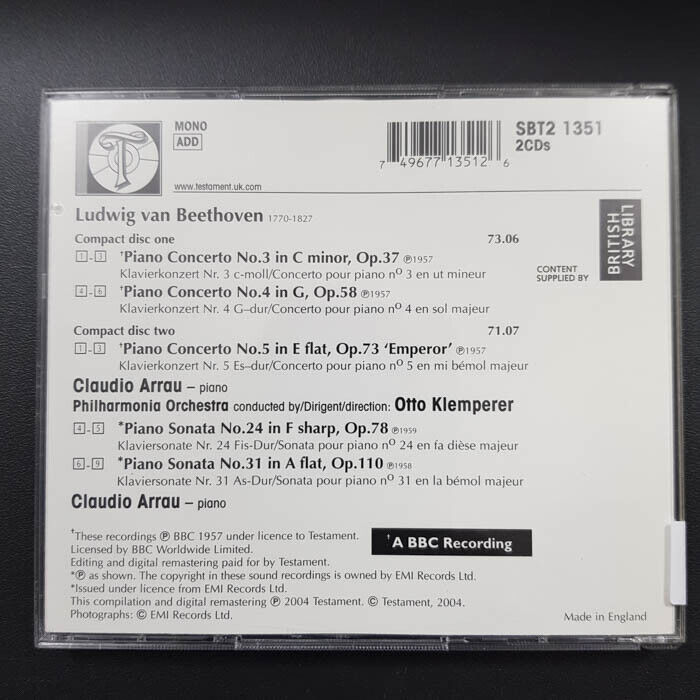 T
MONO
ADD
www.testament.uk.com
7 49677 13512 6
SBT2 1351
2CDs
Ludwig van Beethoven 1770-1827
Compact disc one 73.06
1-3 †Piano Concerto No.3 in C minor, Op.37 ℗1957
Klavierkonzert Nr. 3 c-moll/Concerto pour piano nº 3 en ut mineur
4-6 †Piano Concerto No.4 in G, Op.58 ℗1957
Klavierkonzert Nr. 4 G–dur/Concerto pour piano nº 4 en sol majeur
CONTENT
SUPPLIED BY
LIBRARY
BRITISH
Compact disc two 71.07
1-3 †Piano Concerto No.5 in E flat, Op.73 ‘Emperor’ ℗1957
Klavierkonzert Nr. 5 Es–dur/Concerto pour piano nº 5 en mi bémol majeur
Claudio Arrau – piano
Philharmonia Orchestra conducted by/Dirigent/direction: Otto Klemperer
4-5 *Piano Sonata No.24 in F sharp, Op.78 ℗1959
Klaviersonate Nr. 24 Fis-Dur/Sonata pour piano nº 24 en fa dièse majeur
6-9 *Piano Sonata No.31 in A flat, Op.110 ℗1958
Klaviersonate Nr. 31 As-Dur/Sonata pour piano nº 31 en la bémol majeur
Claudio Arrau – piano
†These recordings ℗ BBC 1957 under licence to Testament.
Licensed by BBC Worldwide Limited.
Editing and digital remastering paid for by Testament.
*℗ as shown. The copyright in these sound recordings is owned by EMI Records Ltd.
*Issued under licence from EMI Records Ltd.
This compilation and digital remastering ℗ 2004 Testament. © Testament, 2004.
Photographs: © EMI Records Ltd.
†A BBC Recording
Made in England